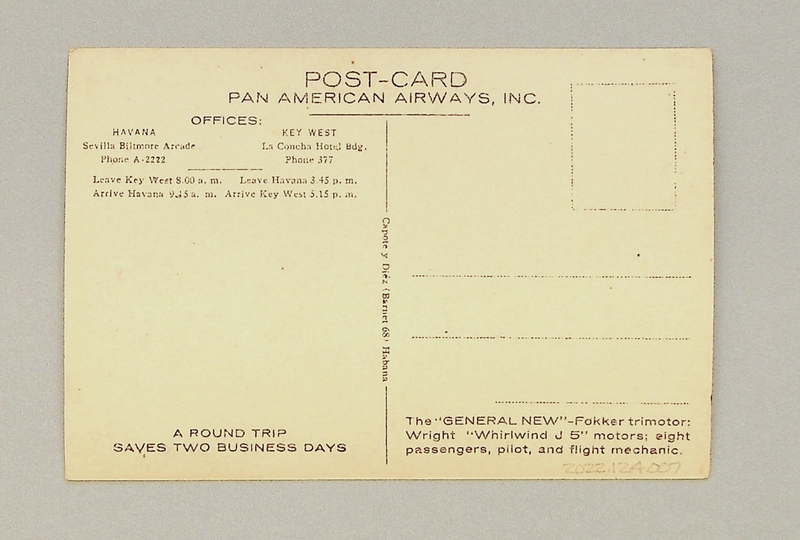 POST-CARD
PAN AMERICAN AIRWAYS, INC.
OFFICES:
HAVANA
Sevilla Biltmore Arcade
Phone A-2222
KEY WEST
La Concha Hotel Bdg.
Phone 377
Leave Key West 8.00 a. m. Leave Havana 3.45 p. m.
Arrive Havana 9.15 a. m. Arrive Key West 5.15 p. m.
Capote y Diéz (Barnet 68) Habana
A ROUND TRIP
SAVES TWO BUSINESS DAYS
The "GENERAL NEW"-Fokker trimotor:
Wright "Whirlwind J 5" motors; eight
passengers, pilot, and flight mechanic.
2022.124.007